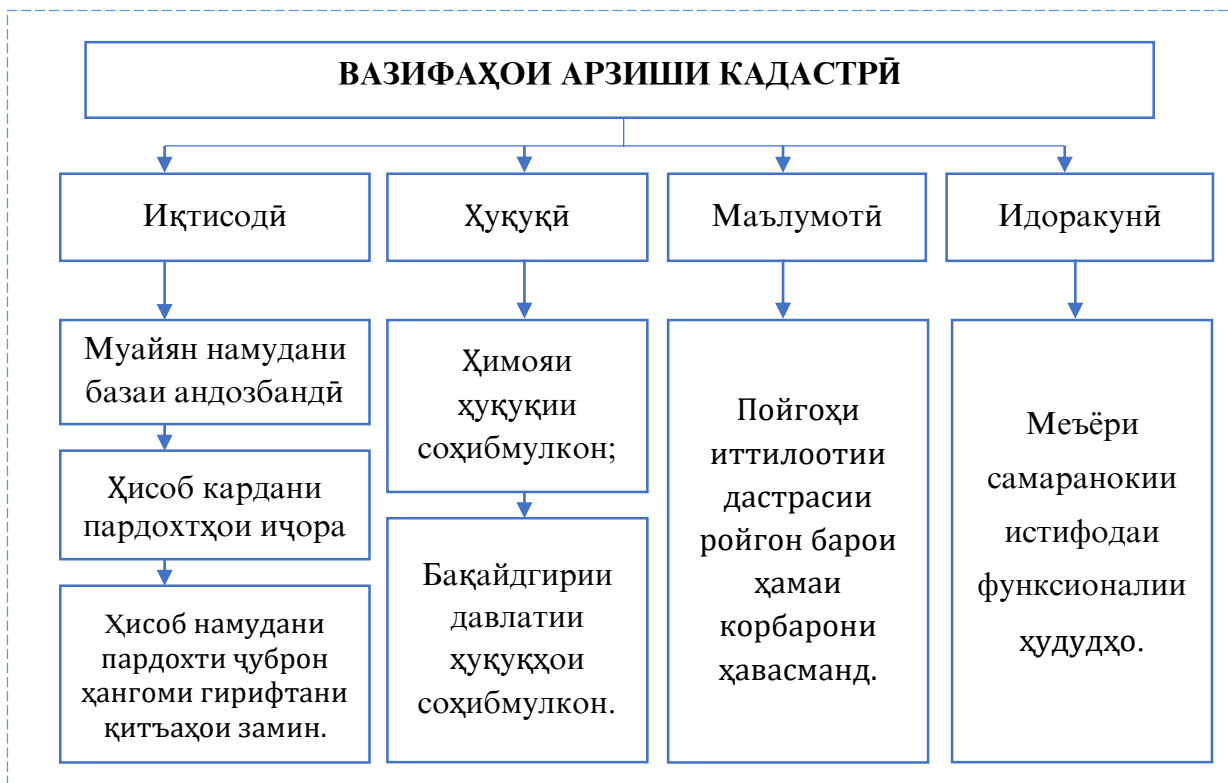 ВАЗИФАҲОИ АРЗИШИ КАДАСТРӢ
Иқтисодӣ
Ҳуқуқӣ
Маълумотӣ
Идоракунӣ
Муайян намудани
базаи андозбандӣ
Ҳисоб кардани
пардохтҳои иҷора
Ҳисоб намудани
пардохти ҷуброн
ҳангоми гирифтани
қитъаҳои замин.
Ҳимояи
ҳуқуқии
соҳибмулкон;
Бақайдгирии
давлатии
ҳуқуқҳои
соҳибмулкон.
Пойгоҳи
иттилоотии
дастрасии
ройгон барои
ҳамаи
корбарони
ҳавасманд.
Меъёри
самаранокии
истифодаи
функсионалии
ҳудудҳо.